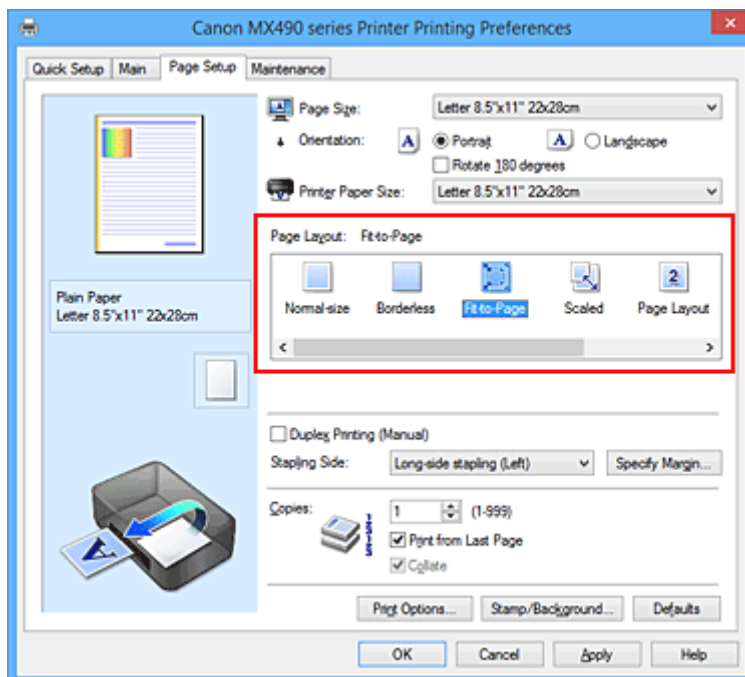 Canon MX490 series Printer Printing Preferences
Quick Setup Main Page Setup Maintenance
Page Size: Letter 8.5"x11" 22x28cm
Orientation: A Portrait A Landscape
Rotate 180 degrees
Printer Paper Size: Letter 8.5"x11" 22x28cm
Page Layout: Fit-to-Page
2
Normal-size Borderless Fit-to-Page Scaled Page Layout
Plain Paper
Letter 8.5"x11" 22x28cm
Duplex Printing (Manual)
Stapling Side: Long-side stapling (Left) Specify Margin...
Copies: 1 (1-999)
Print from Last Page
Collate
A
Print Options... Stamp/Background... Defaults
OK Cancel Apply Help